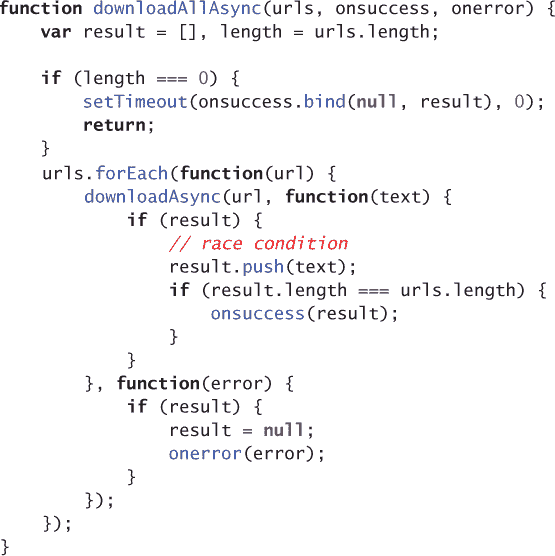 function downloadAllAsync(urls, onsuccess, onerror) {
    var result = [], length = urls.length;

    if (length === 0) {
        setTimeout(onsuccess.bind(null, result), 0);
        return;
    }
    urls.forEach(function(url) {
        downloadAsync(url, function(text) {
            if (result) {
                // race condition
                result.push(text);
                if (result.length === urls.length) {
                    onsuccess(result);
                }
            }
        }, function(error) {
            if (result) {
                result = null;
                onerror(error);
            }
        });
    });
}